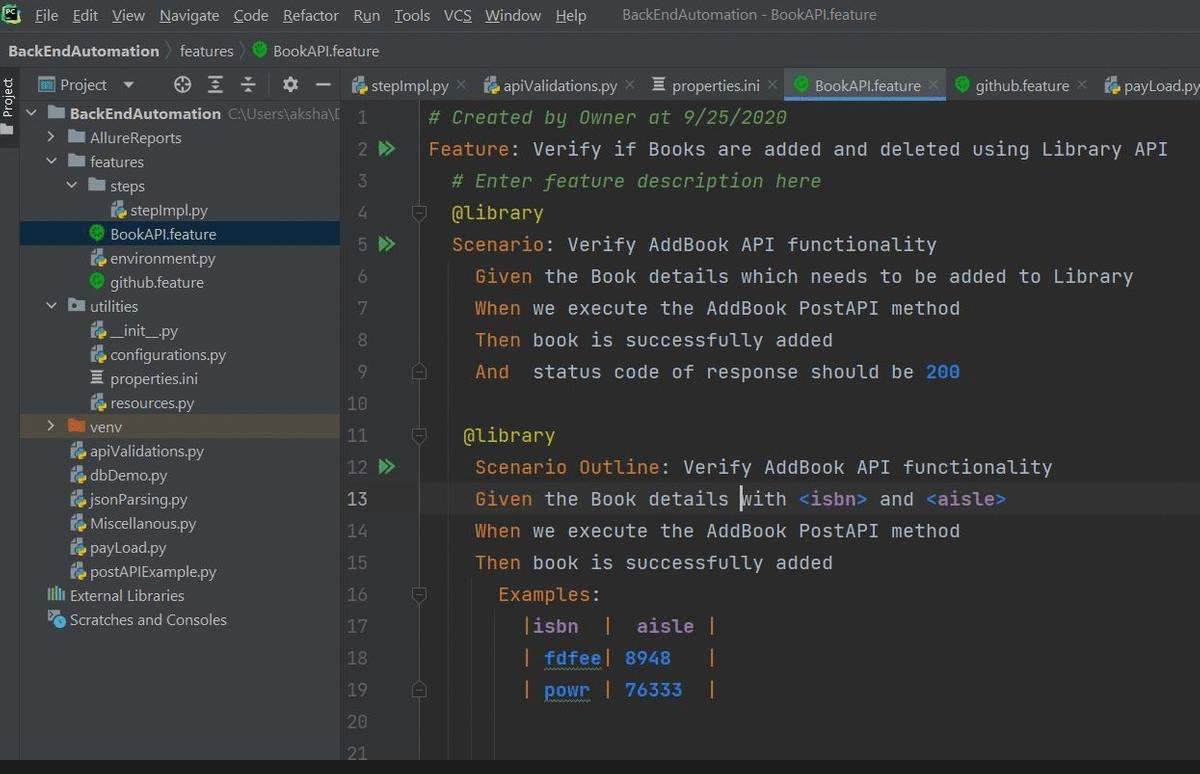 PC File Edit View Navigate Code Refactor Run Tools VCS Window Help BackEndAutomation - BookAPI.feature
BackEndAutomation features BookAPI.feature
Project
Project stepImpl.py apiValidations.py properties.ini BookAPI.feature github.feature payLoad.py
BackEndAutomation C:\Users\aksha\
AllureReports
features
steps
stepImpl.py
BookAPI.feature
environment.py
github.feature
utilities
__init__.py
configurations.py
properties.ini
resources.py
venv
apiValidations.py
dbDemo.py
jsonParsing.py
Miscellanous.py
payLoad.py
postAPIExample.py
External Libraries
Scratches and Consoles
1 # Created by Owner at 9/25/2020
2 Feature: Verify if Books are added and deleted using Library API
3 # Enter feature description here
4 @library
5 Scenario: Verify AddBook API functionality
6 Given the Book details which needs to be added to Library
7 When we execute the AddBook PostAPI method
8 Then book is successfully added
9 And status code of response should be 200
10
11 @library
12 Scenario Outline: Verify AddBook API functionality
13 Given the Book details with <isbn> and <aisle>
14 When we execute the AddBook PostAPI method
15 Then book is successfully added
16 Examples:
17 |isbn | aisle |
18 | fdfee| 8948 |
19 | powr | 76333 |
20
21